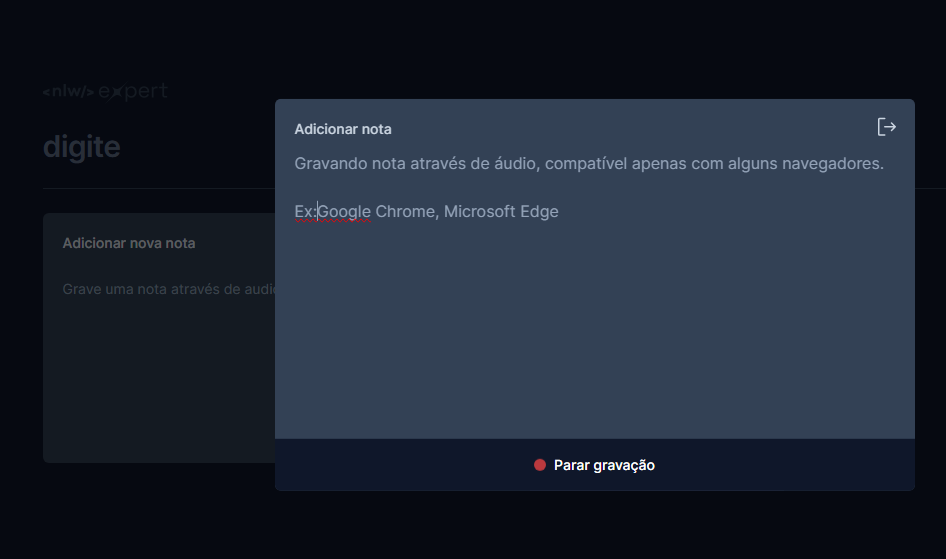 <nlw/> expert
digite
Adicionar nova nota
Grave uma nota através de audio
Adicionar nota
Gravando nota através de áudio, compatível apenas com alguns navegadores.
Ex:Google Chrome, Microsoft Edge
Parar gravação